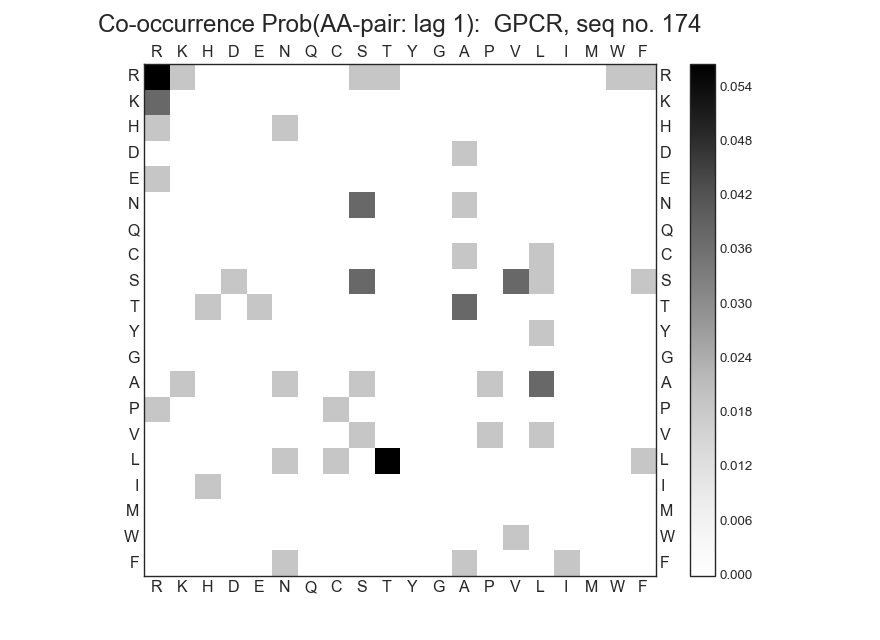 Co-occurrence Prob(AA-pair: lag 1):  GPCR, seq no. 174
R K H D E N Q C S T Y G A P V L I M W F
R R
K K
H H
D D
E E
N N
Q Q
C C
S S
T T
Y Y
G G
A A
P P
V V
L L
I I
M M
W W
F F
R K H D E N Q C S T Y G A P V L I M W F
0.054
0.048
0.042
0.036
0.030
0.024
0.018
0.012
0.006
0.000